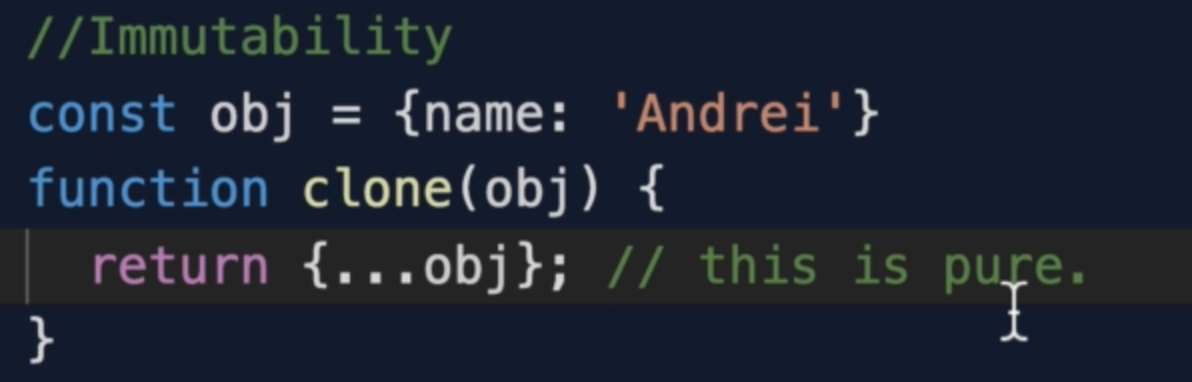 //Immutability
const obj = {name: 'Andrei'}
function clone(obj) {
  return {...obj}; // this is pure.
}